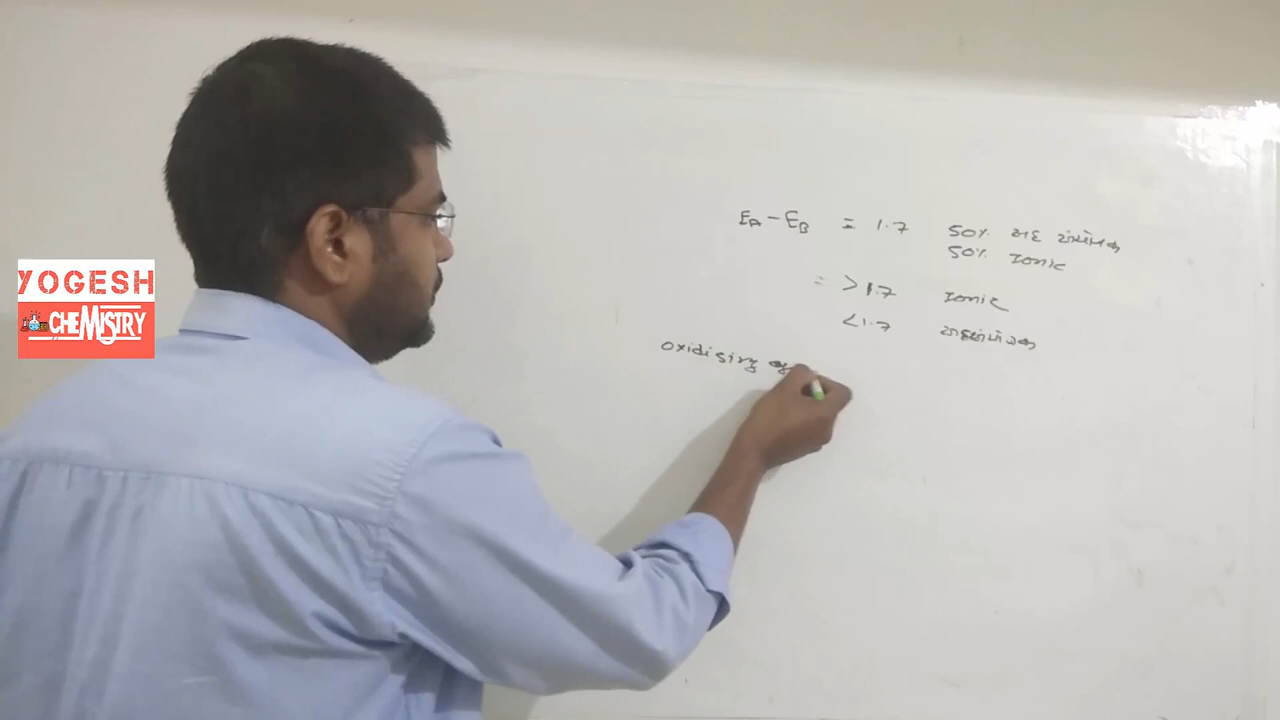 YOGESH
CHEMISTRY
EA - EB = 1.7 50% સહ સંયોજક
50% Ionic
= > 1.7 Ionic
< 1.7 સહસંયોજક
oxidising